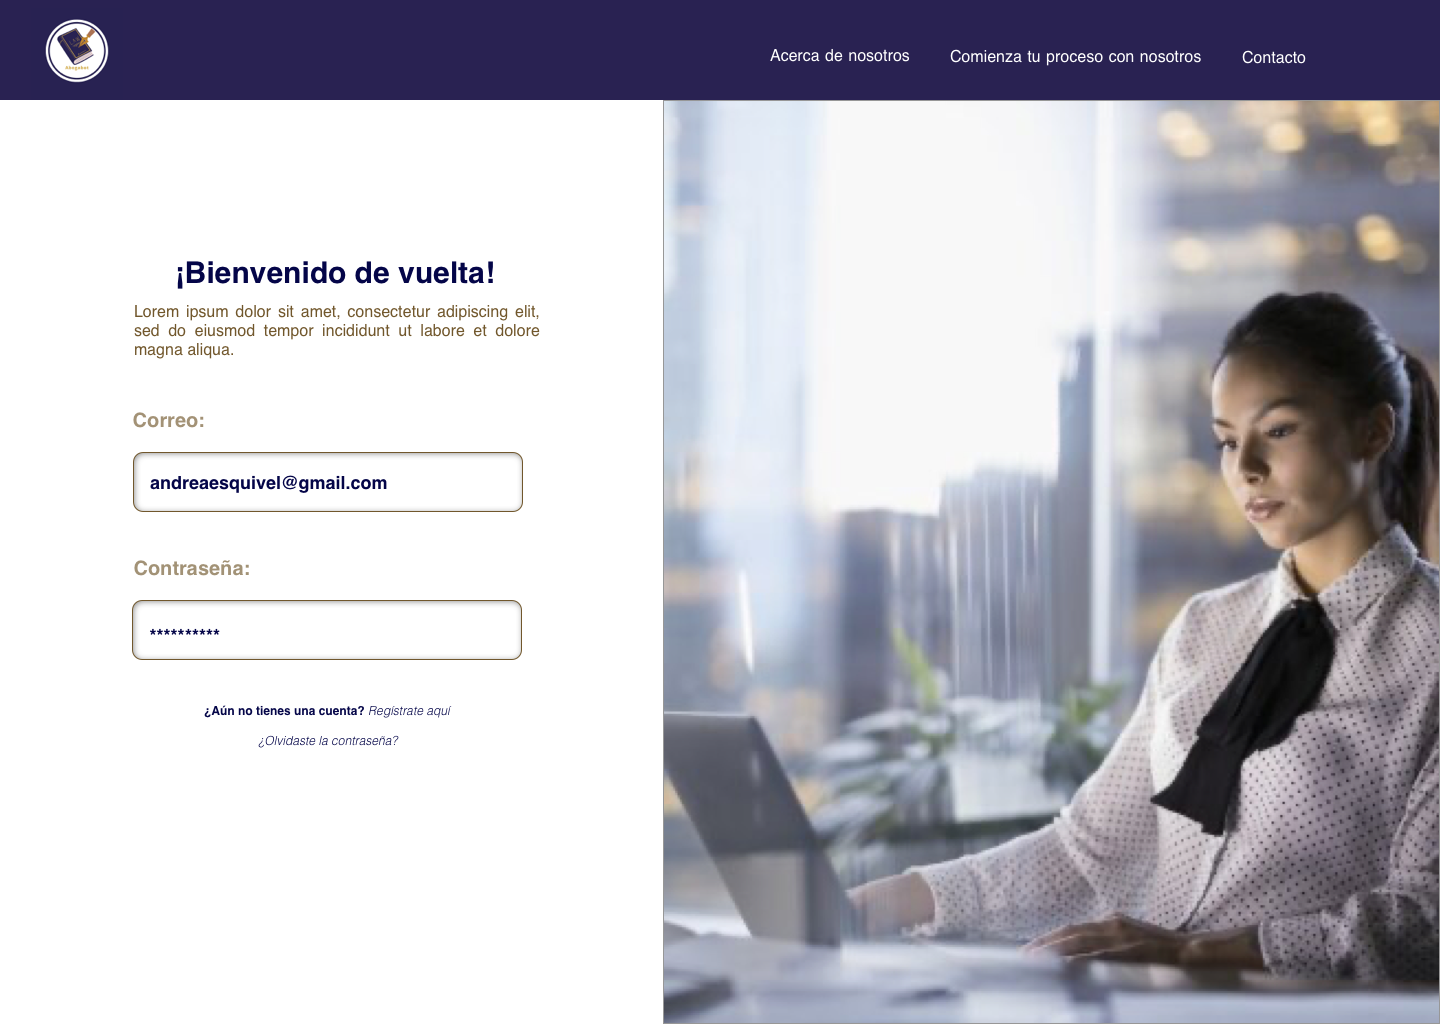 Abogados
Acerca de nosotros
Comienza tu proceso con nosotros
Contacto
¡Bienvenido de vuelta!
Lorem ipsum dolor sit amet, consectetur adipiscing elit,
sed do eiusmod tempor incididunt ut labore et dolore
magna aliqua.
Correo:
andreaesquivel@gmail.com
Contraseña:
**********
¿Aún no tienes una cuenta? Regístrate aquí
¿Olvidaste la contraseña?